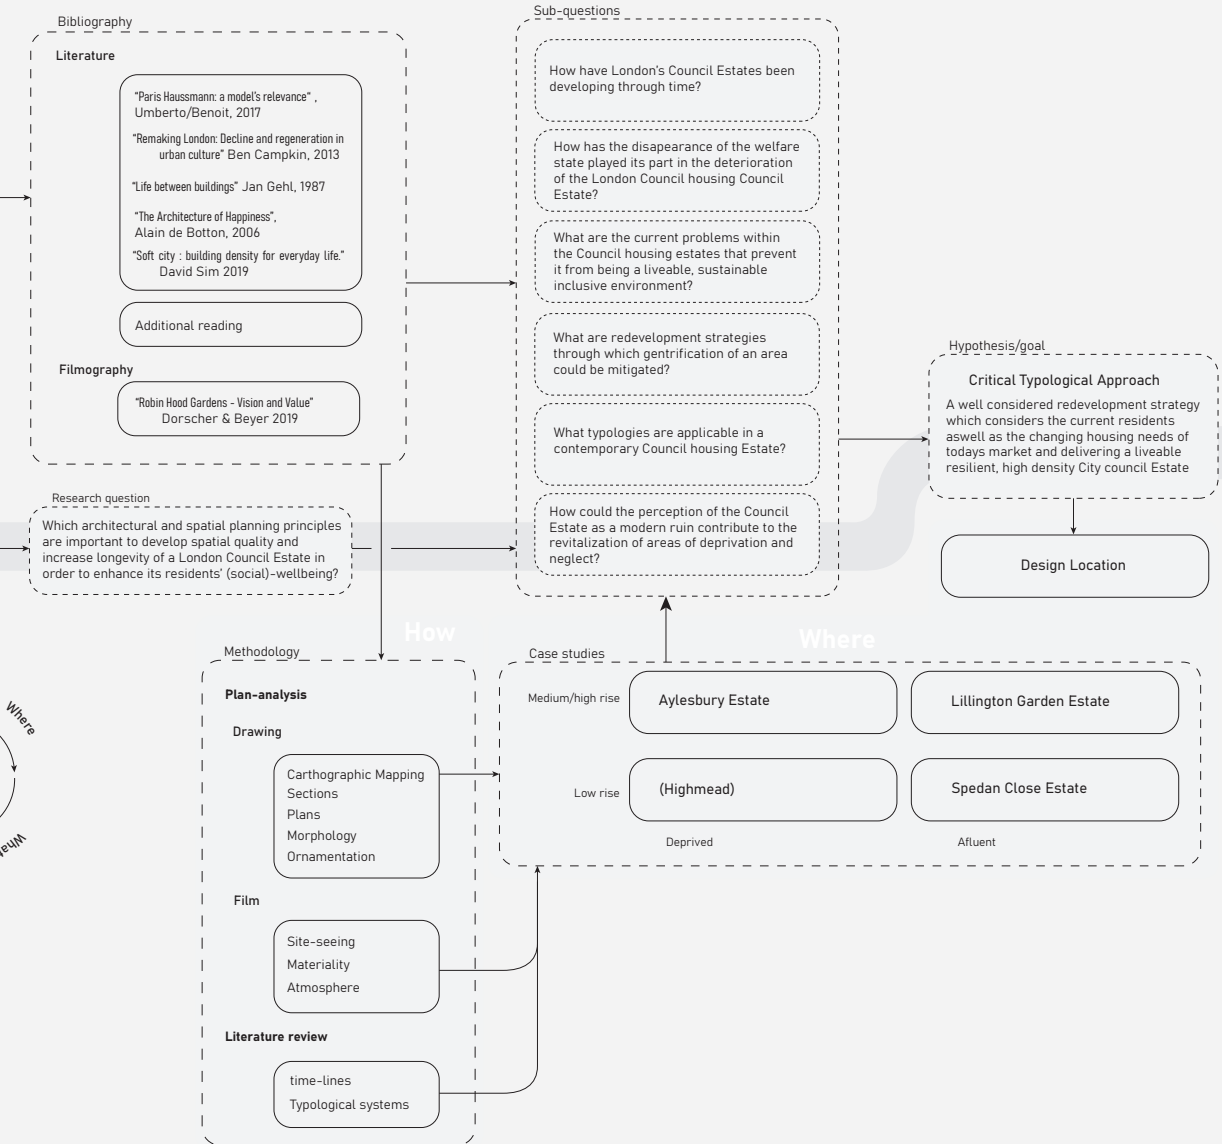 Bibliography
Literature
"Paris Haussmann: a model's relevance" ,
Umberto/Benoit, 2017
"Remaking London: Decline and regeneration in
urban culture" Ben Campkin, 2013
"Life between buildings" Jan Gehl, 1987
"The Architecture of Happiness",
Alain de Botton, 2006
"Soft city : building density for everyday life."
David Sim 2019
Additional reading
Filmography
"Robin Hood Gardens - Vision and Value"
Dorscher & Beyer 2019
Research question
Which architectural and spatial planning principles
are important to develop spatial quality and
increase longevity of a London Council Estate in
order to enhance its residents' (social)-wellbeing?
Sub-questions
How have London's Council Estates been
developing through time?
How has the disapearance of the welfare
state played its part in the deterioration
of the London Council housing Council
Estate?
What are the current problems within
the Council housing estates that prevent
it from being a liveable, sustainable
inclusive environment?
What are redevelopment strategies
through which gentrification of an area
could be mitigated?
What typologies are applicable in a
contemporary Council housing Estate?
How could the perception of the Council
Estate as a modern ruin contribute to the
revitalization of areas of deprivation and
neglect?
Hypothesis/goal
Critical Typological Approach
A well considered redevelopment strategy
which considers the current residents
aswell as the changing housing needs of
todays market and delivering a liveable
resilient, high density City council Estate
Design Location
How
Where
Where
What
Methodology
Plan-analysis
Drawing
Carthographic Mapping
Sections
Plans
Morphology
Ornamentation
Film
Site-seeing
Materiality
Atmosphere
Literature review
time-lines
Typological systems
Case studies
Medium/high rise
Aylesbury Estate
Lillington Garden Estate
Low rise
(Highmead)
Spedan Close Estate
Deprived
Afluent